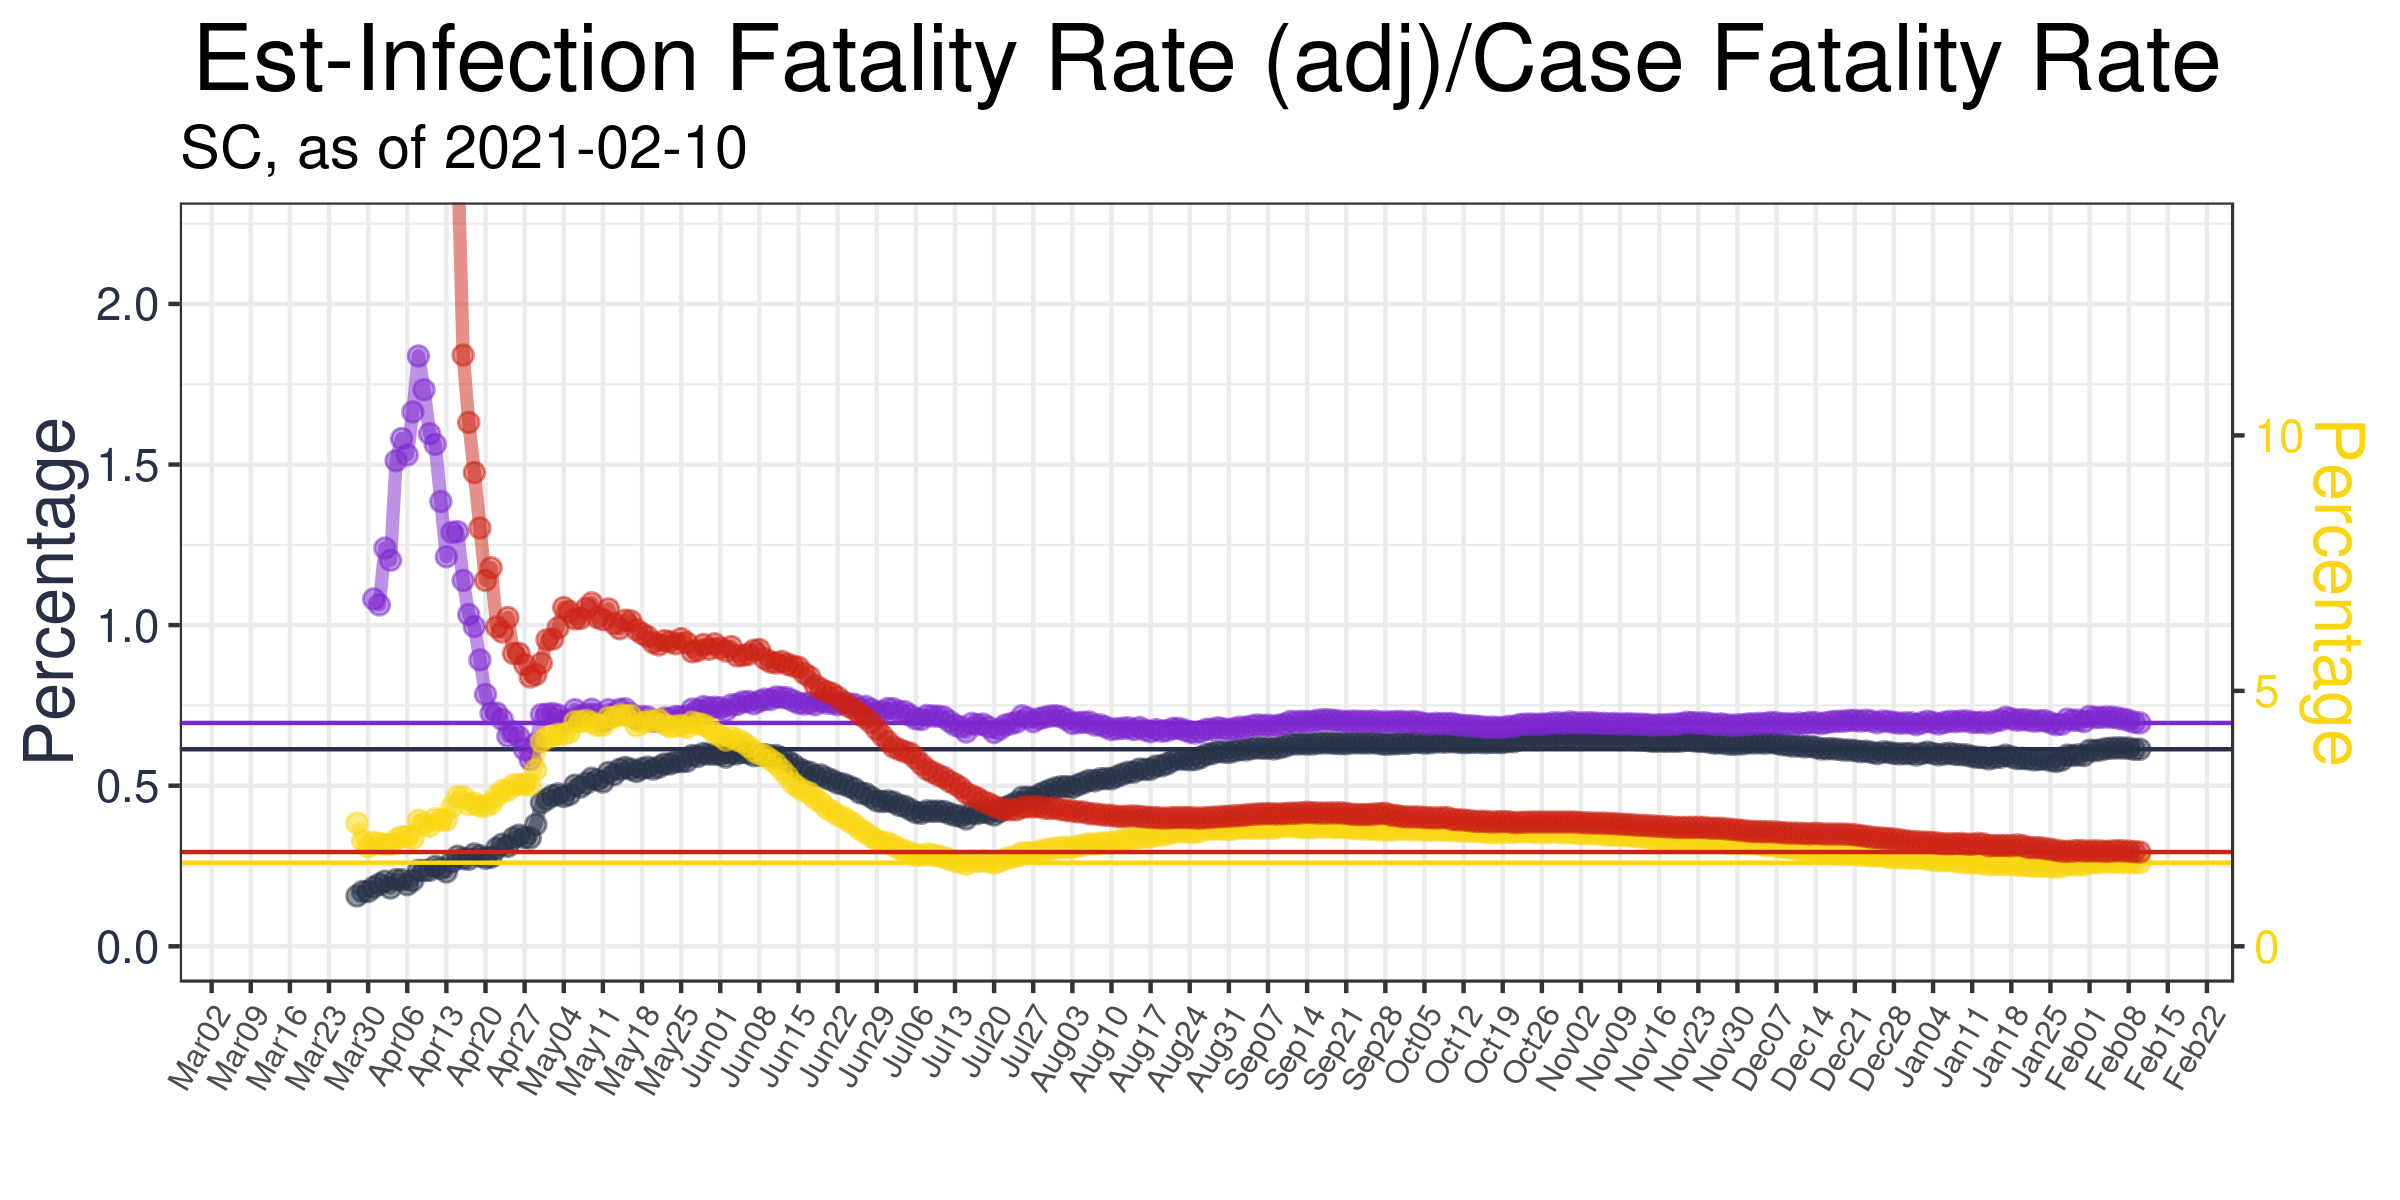 Est-Infection Fatality Rate (adj)/Case Fatality Rate
SC, as of 2021-02-10
Percentage
2.0
1.5
1.0
0.5
0.0
10
5
0
Percentage
Mar02 Mar09 Mar16 Mar23 Mar30 Apr06 Apr13 Apr20 Apr27 May04 May11 May18 May25 Jun01 Jun08 Jun15 Jun22 Jun29 Jul06 Jul13 Jul20 Jul27 Aug03 Aug10 Aug17 Aug24 Aug31 Sep07 Sep14 Sep21 Sep28 Oct05 Oct12 Oct19 Oct26 Nov02 Nov09 Nov16 Nov23 Nov30 Dec07 Dec14 Dec21 Dec28 Jan04 Jan11 Jan18 Jan25 Feb01 Feb08 Feb15 Feb22